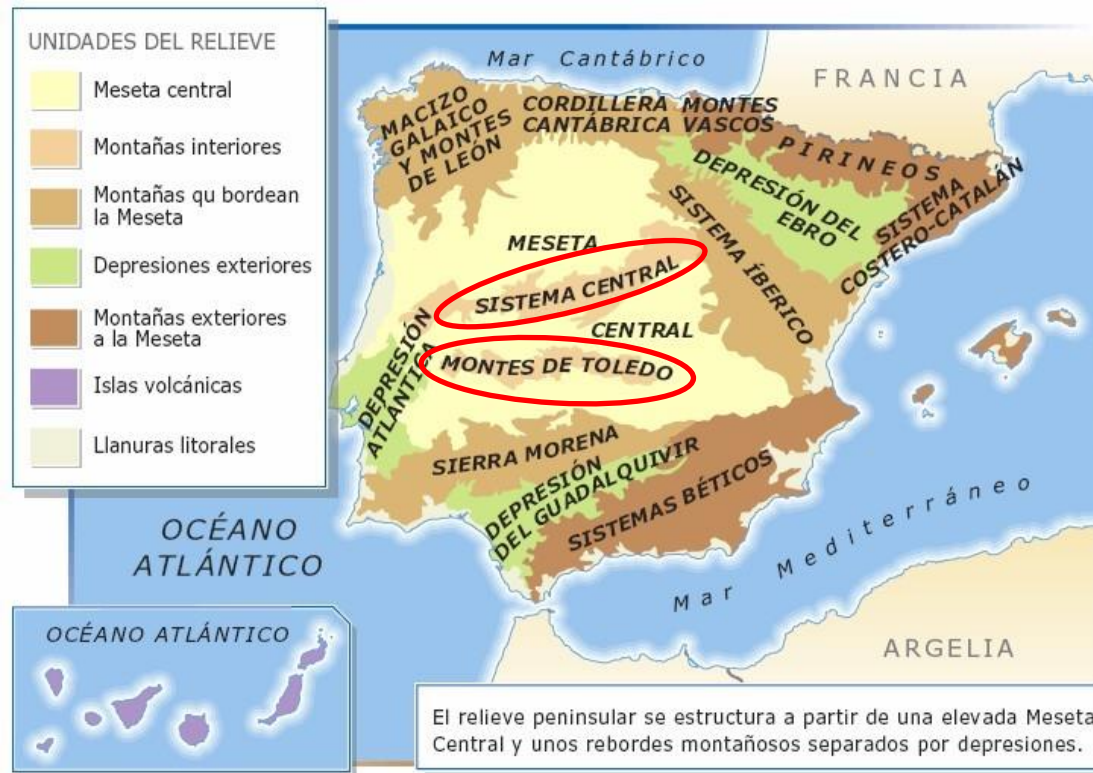 UNIDADES DEL RELIEVE
Meseta central
Montañas interiores
Montañas qu bordean
la Meseta
Depresiones exteriores
Montañas exteriores
a la Meseta
Islas volcánicas
Llanuras litorales
Mar Cantábrico
FRANCIA
MACIZO
GALAICO
Y MONTES
DE LEÓN
CORDILLERA
CANTÁBRICA
MONTES
VASCOS
PIRINEOS
DEPRESIÓN DEL
EBRO
SISTEMA
COSTERO-CATALÁN
SISTEMA ÍBERICO
MESETA
SISTEMA CENTRAL
CENTRAL
MONTES DE TOLEDO
DEPRESIÓN
ATLÁNTICA
SIERRA MORENA
DEPRESIÓN
DEL GUADALQUIVIR
SISTEMAS BÉTICOS
OCÉANO
ATLÁNTICO
Mar Mediterráneo
ARGELIA
OCÉANO ATLÁNTICO
El relieve peninsular se estructura a partir de una elevada Meseta
Central y unos rebordes montañosos separados por depresiones.